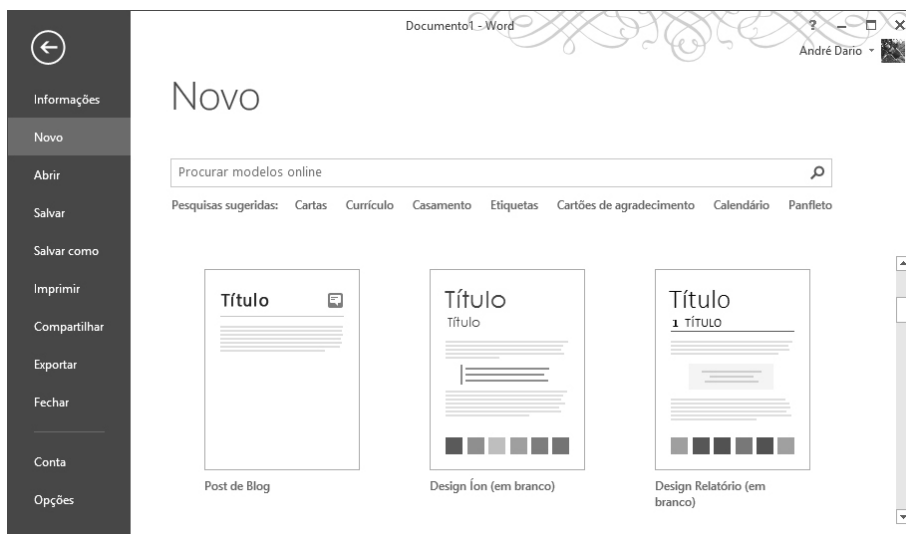 Documento1 - Word
?
André Dario
Informações
Novo
Abrir
Salvar
Salvar como
Imprimir
Compartilhar
Exportar
Fechar
Conta
Opções
Novo
Procurar modelos online
Pesquisas sugeridas: Cartas Currículo Casamento Etiquetas Cartões de agradecimento Calendário Panfleto
Título
Post de Blog
Título
Título
Design Íon (em branco)
Título
1 TÍTULO
Design Relatório (em
branco)